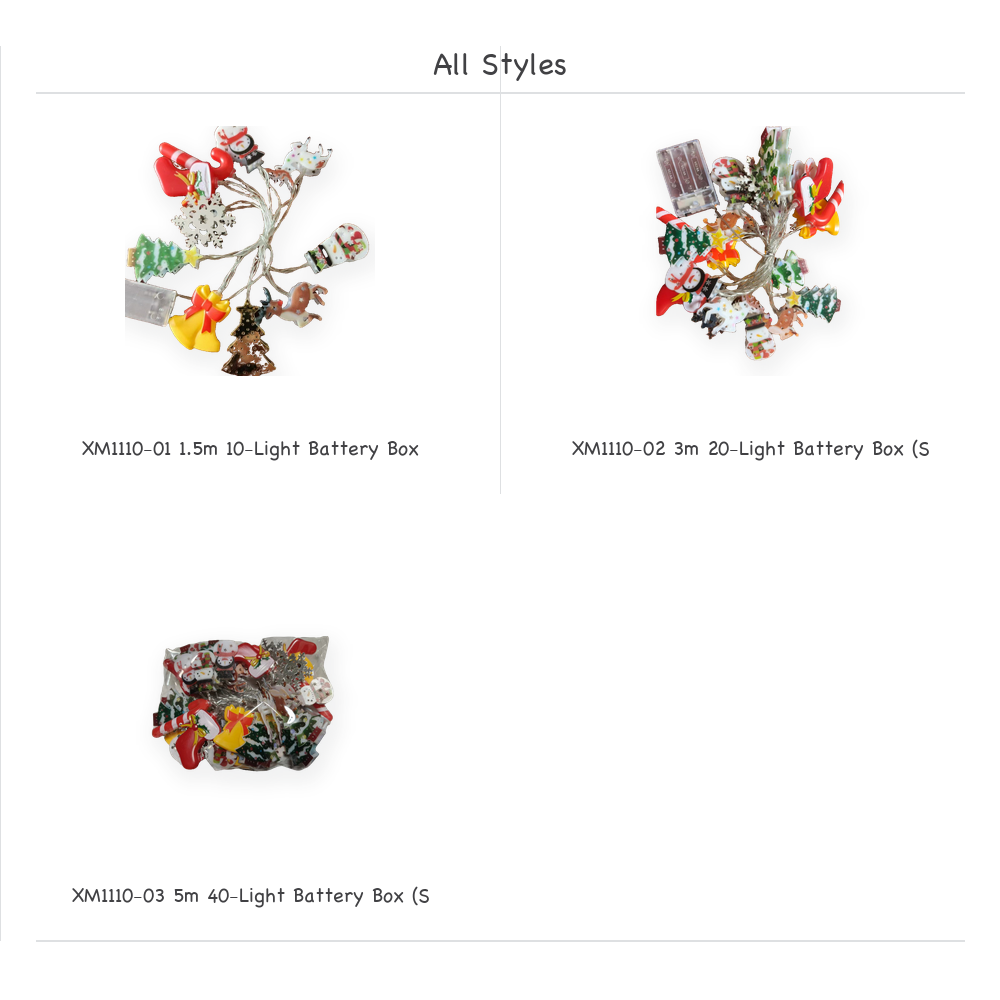 All Styles
XM1110-01 1.5m 10-Light Battery Box
XM1110-02 3m 20-Light Battery Box (S
XM1110-03 5m 40-Light Battery Box (S